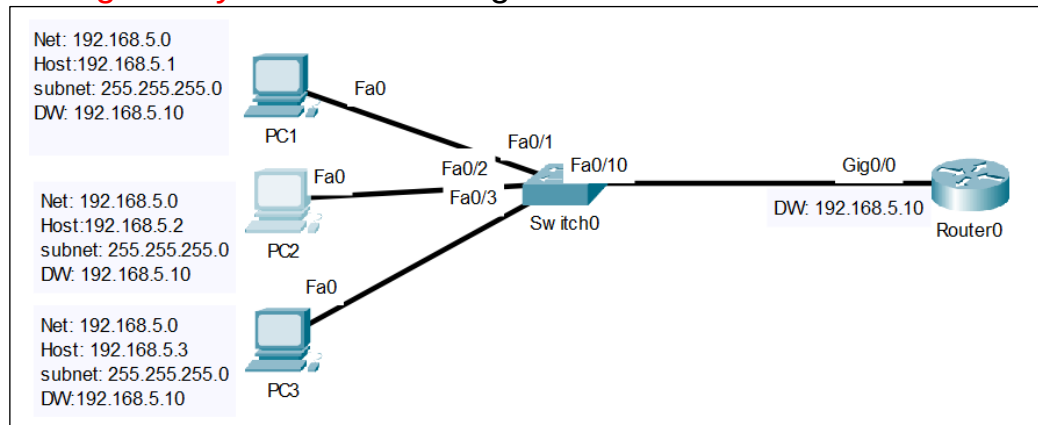 Net: 192.168.5.0
Host:192.168.5.1
subnet: 255.255.255.0
DW: 192.168.5.10
Fa0
PC1
Fa0/1
Fa0/2
Fa0/10
Fa0/3
Switch0
Gig0/0
DW: 192.168.5.10
Router0
Net: 192.168.5.0
Host:192.168.5.2
subnet: 255.255.255.0
DW: 192.168.5.10
Fa0
PC2
Net: 192.168.5.0
Host: 192.168.5.3
subnet: 255.255.255.0
DW:192.168.5.10
Fa0
PC3